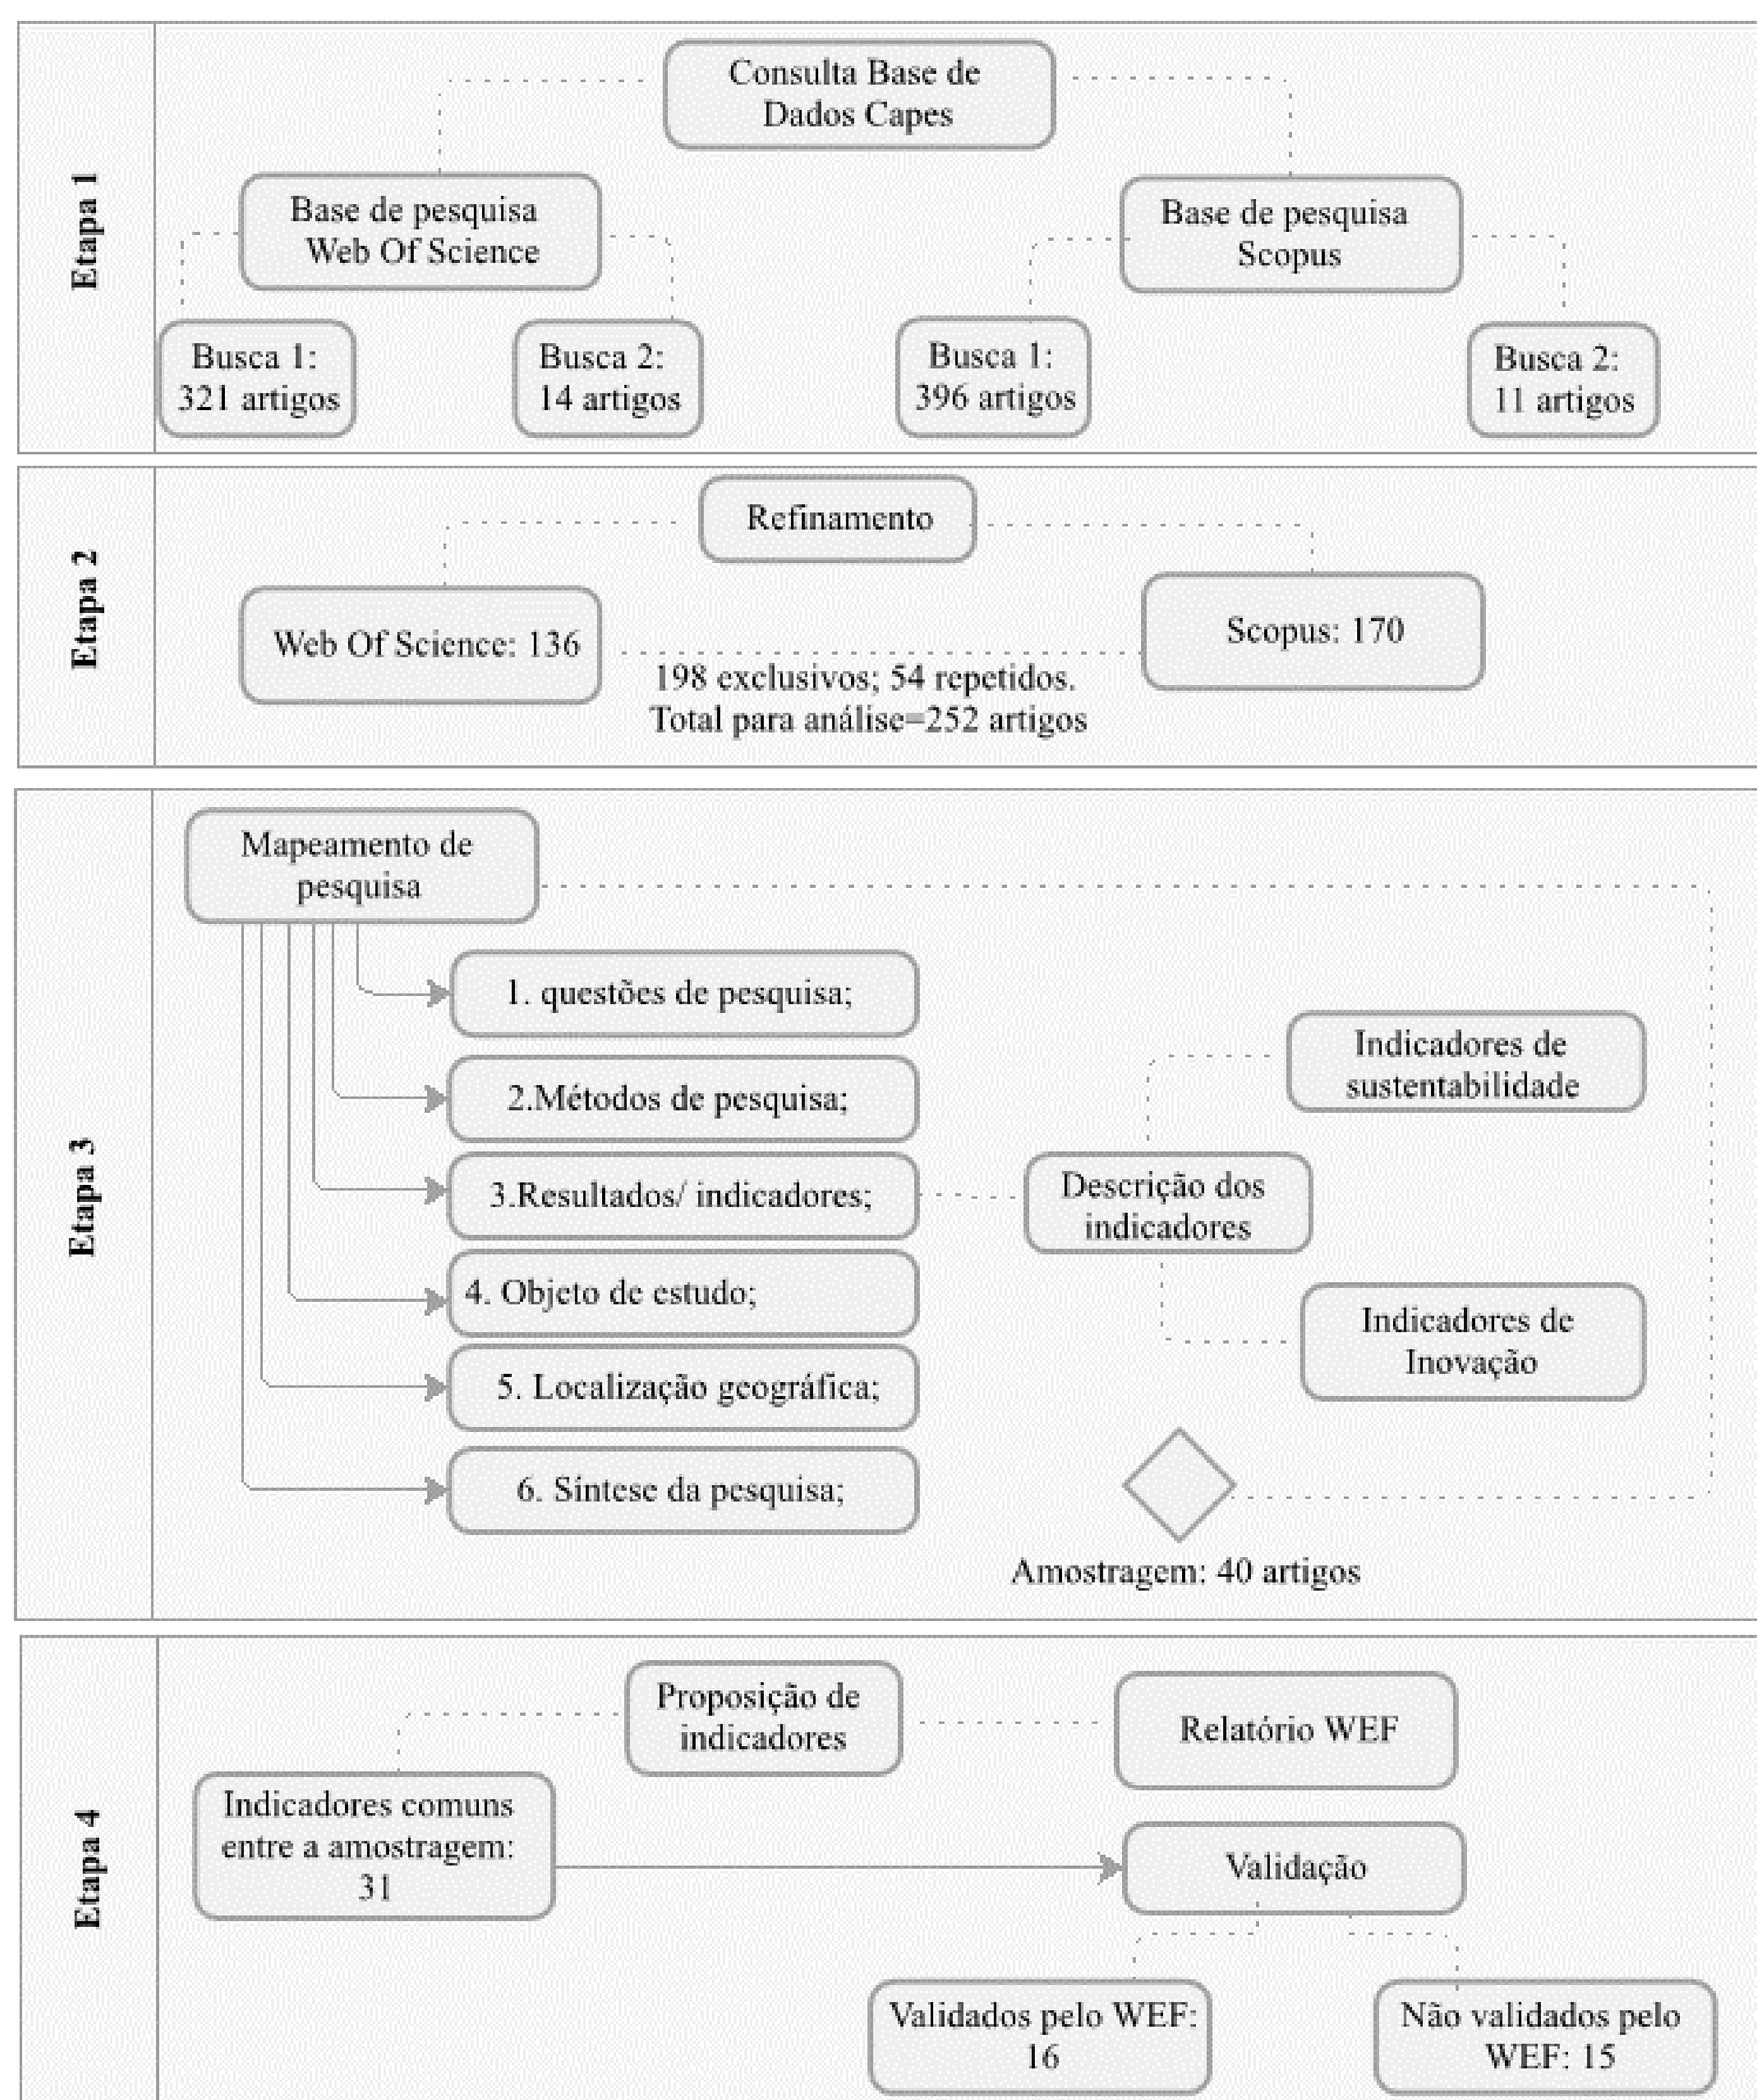 Etapa 1
Consulta Base de
Dados Capes
Base de pesquisa
Web Of Science
Base de pesquisa
Scopus
Busca 1:
321 artigos
Busca 2:
14 artigos
Busca 1:
396 artigos
Busca 2:
11 artigos
Etapa 2
Refinamento
Web Of Science: 136
Scopus: 170
198 exclusivos; 54 repetidos.
Total para análise=252 artigos
Etapa 3
Mapeamento de
pesquisa
1. questões de pesquisa;
2.Métodos de pesquisa;
3.Resultados/ indicadores;
4. Objeto de estudo;
5. Localização geográfica;
6. Síntese da pesquisa;
Descrição dos
indicadores
Indicadores de
sustentabilidade
Indicadores de
Inovação
Amostragem: 40 artigos
Etapa 4
Proposição de
indicadores
Relatório WEF
Indicadores comuns
entre a amostragem:
31
Validação
Validados pelo WEF:
16
Não validados pelo
WEF: 15